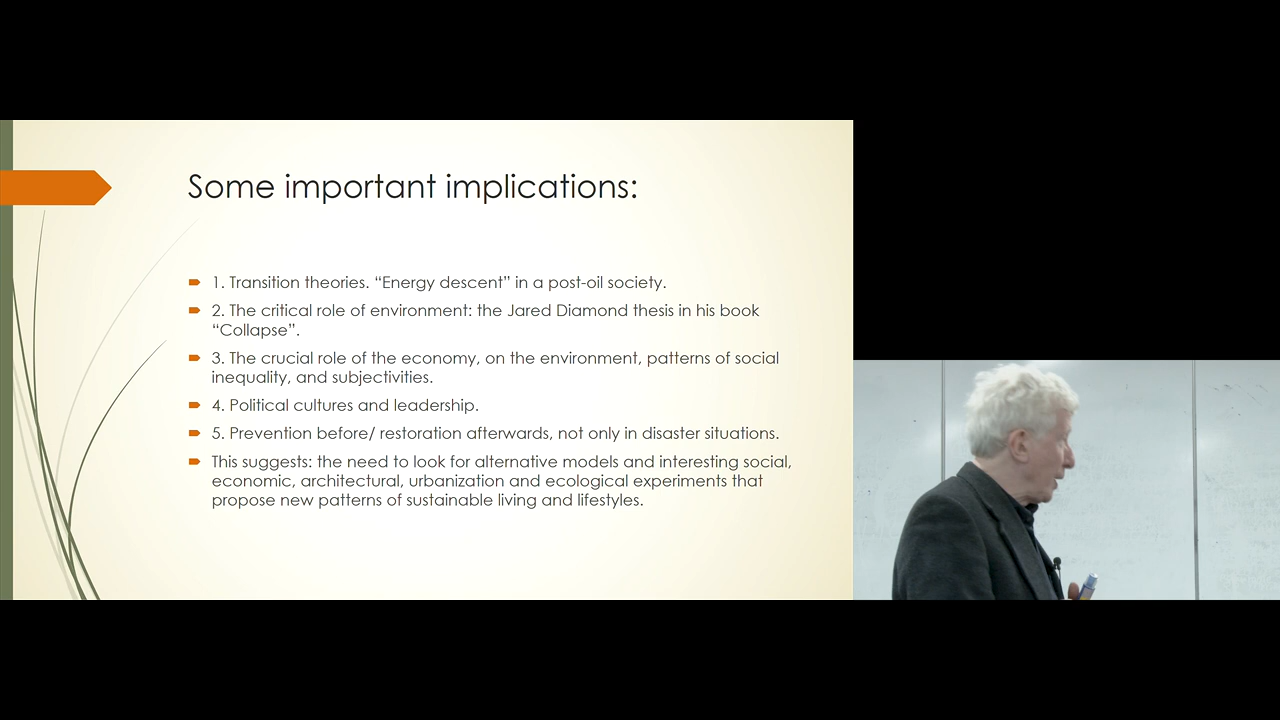 Some important implications:
1. Transition theories. “Energy descent” in a post-oil society.
2. The critical role of environment: the Jared Diamond thesis in his book
“Collapse”.
3. The crucial role of the economy, on the environment, patterns of social
inequality, and subjectivities.
4. Political cultures and leadership.
5. Prevention before/ restoration afterwards, not only in disaster situations.
This suggests: the need to look for alternative models and interesting social,
economic, architectural, urbanization and ecological experiments that
propose new patterns of sustainable living and lifestyles.